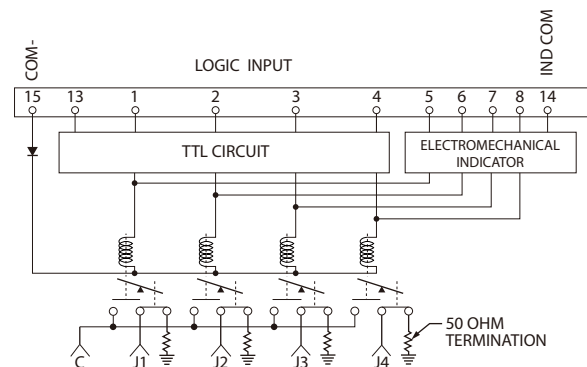 COM-
LOGIC INPUT
IND COM
15 13 1 2 3 4 5 6 7 8 14
TTL CIRCUIT
ELECTROMECHANICAL
INDICATOR
50 OHM
TERMINATION
C J1 J2 J3 J4